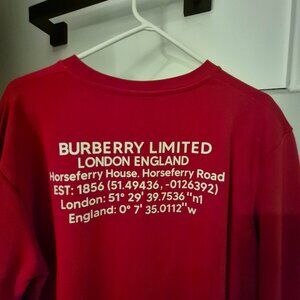 BURBERRY LIMITED
LONDON ENGLAND
Horseferry House. Horseferry Road
EST: 1856 (51.49436, -0126392)
London: 51° 29' 39.7536 "n1
England: 0° 7' 35.0112"w